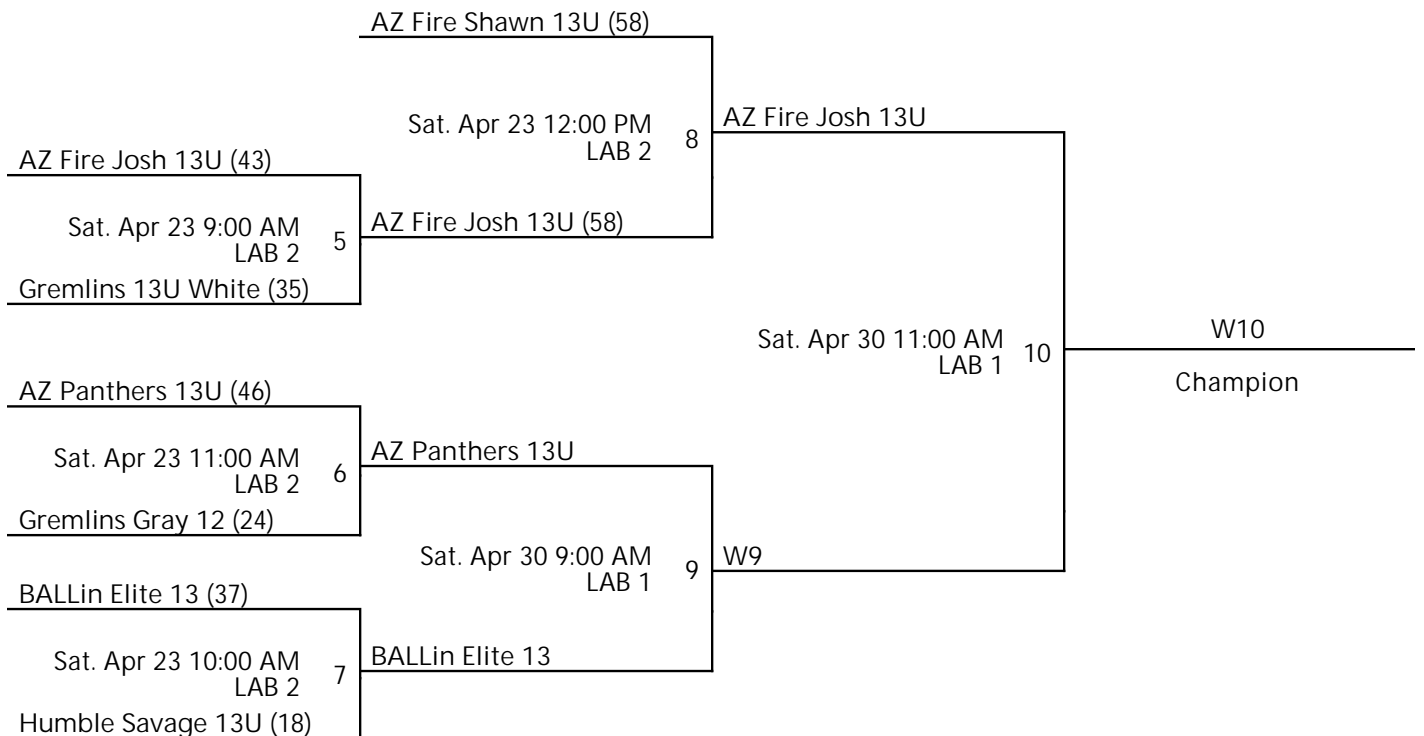 AZ Fire Shawn 13U (58)
Sat. Apr 23 12:00 PM
LAB 2
8
AZ Fire Josh 13U
AZ Fire Josh 13U (43)
Sat. Apr 23 9:00 AM
LAB 2
5
AZ Fire Josh 13U (58)
Gremlins 13U White (35)
Sat. Apr 30 11:00 AM
LAB 1
10
W10
Champion
AZ Panthers 13U (46)
Sat. Apr 23 11:00 AM
LAB 2
6
AZ Panthers 13U
Gremlins Gray 12 (24)
Sat. Apr 30 9:00 AM
LAB 1
9
W9
BALLin Elite 13 (37)
Sat. Apr 23 10:00 AM
LAB 2
7
BALLin Elite 13
Humble Savage 13U (18)